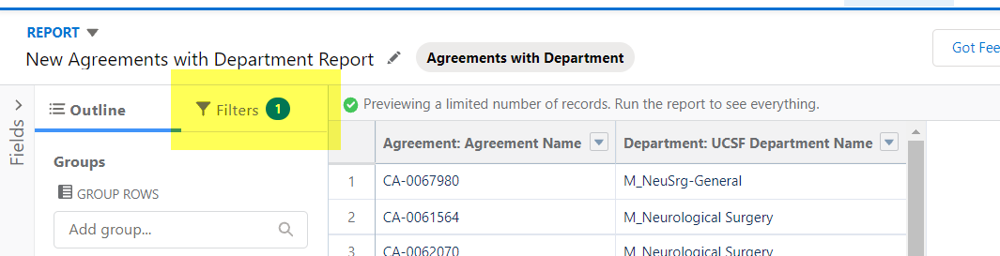 REPORT
New Agreements with Department Report
Agreements with Department
Got Fee
Fields
Outline
Filters 1
Previewing a limited number of records. Run the report to see everything.
Groups
GROUP ROWS
Add group...
Agreement: Agreement Name Department: UCSF Department Name
1 CA-0067980 M_NeuSrg-General
2 CA-0061564 M_Neurological Surgery
3 CA-0062070 M_Neurological Surgery